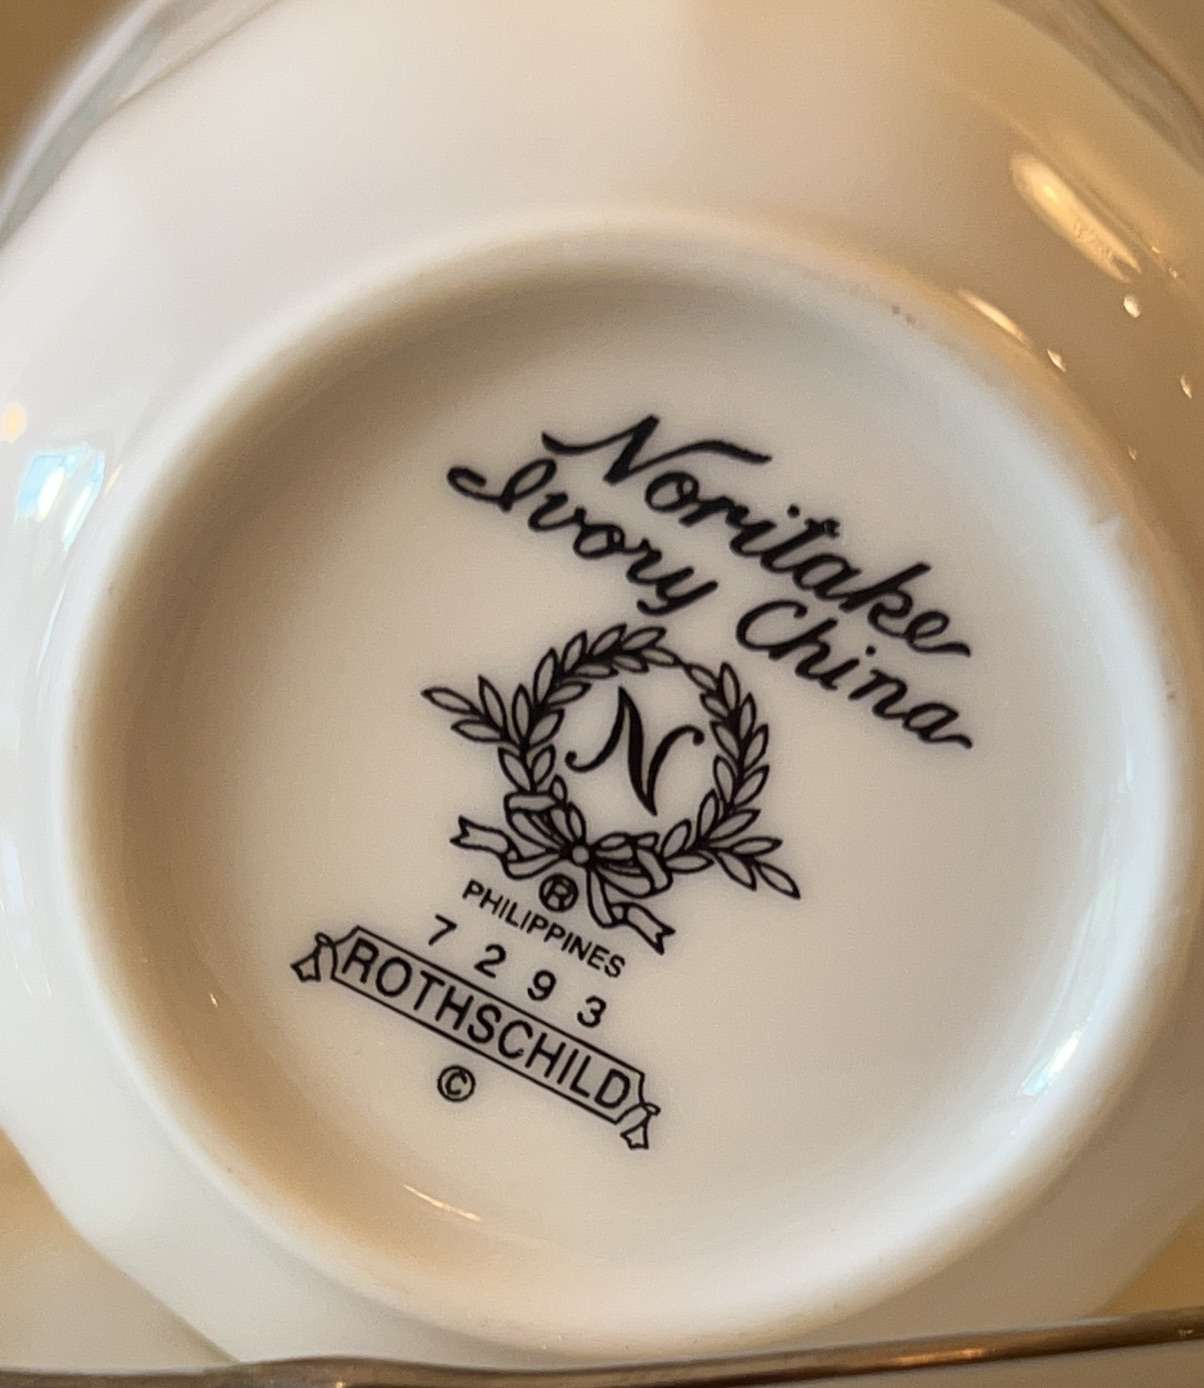 Noritake
Ivory China
N
®
PHILIPPINES
7293
ROTHSCHILD
©